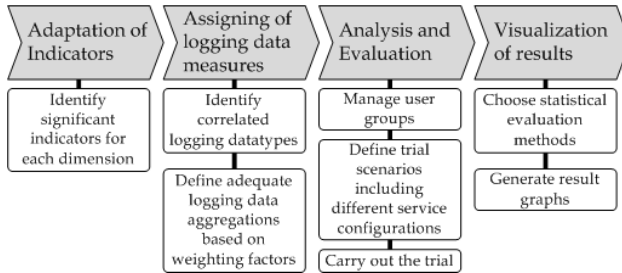 Adaptation of
Indicators
Assigning of
logging data
measures
Analysis and
Evaluation
Visualization
of results
Identify
significant
indicators for
each dimension
Identify
correlated
logging datatypes
Define adequate
logging data
aggregations
based on
weighting factors
Manage user
groups
Define trial
scenarios
including
different service
configurations
Carry out the trial
Choose statistical
evaluation
methods
Generate result
graphs